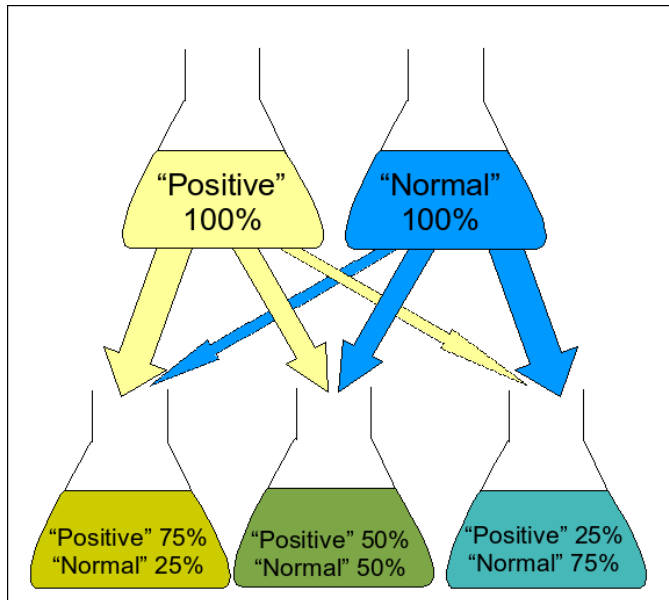 “Positive”
100%
“Normal”
100%
“Positive” 75%
“Normal” 25%
“Positive” 50%
“Normal” 50%
“Positive” 25%
“Normal” 75%